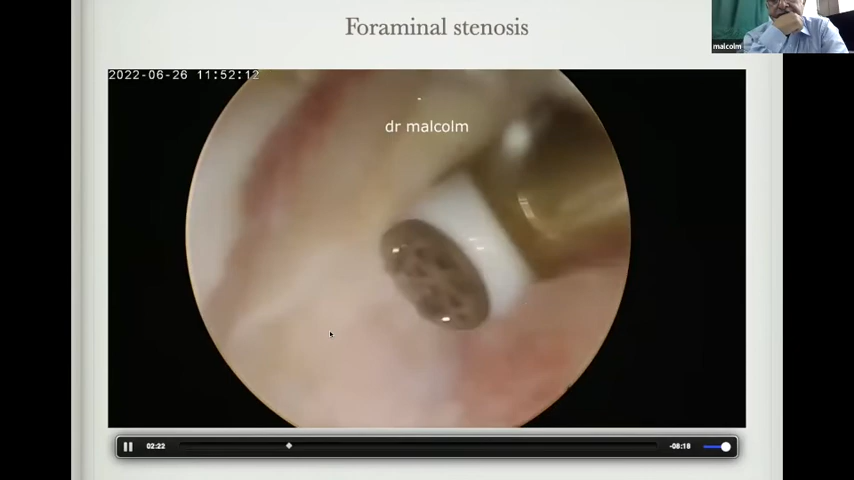 Foraminal stenosis
malcolm
2022-06-26 11:52:12
dr malcolm
02:22
-08:18